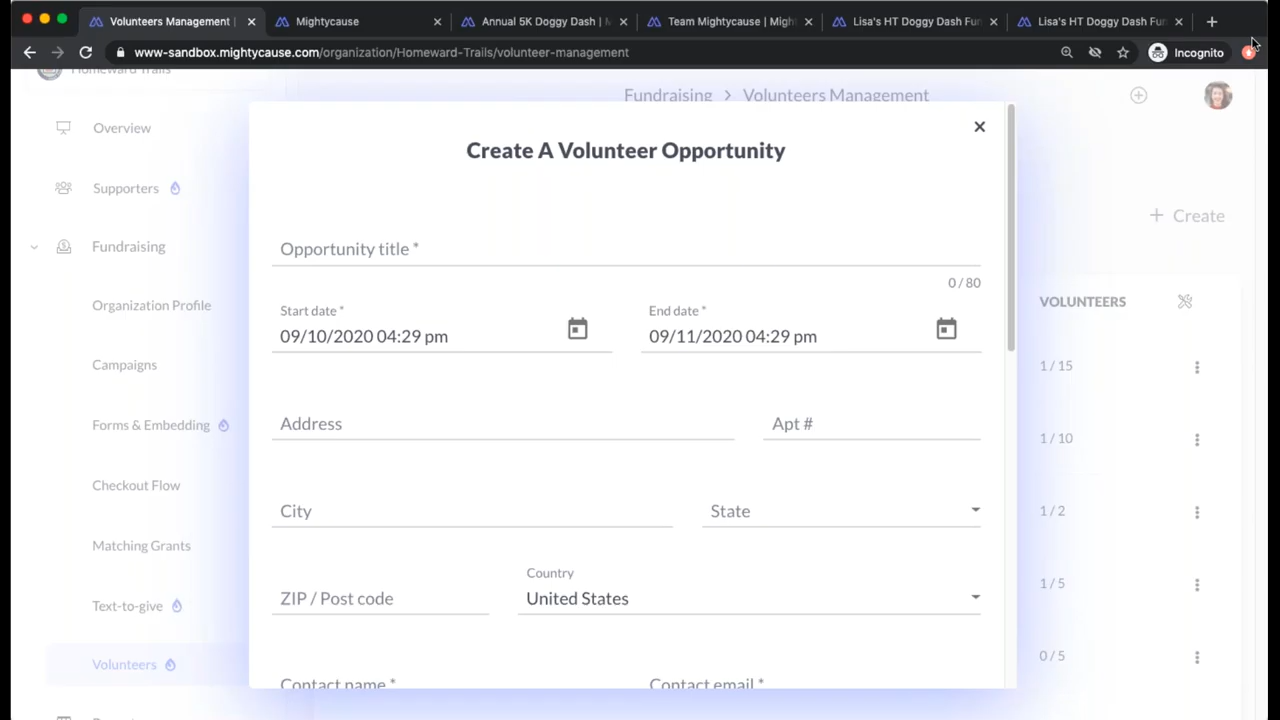 Volunteers Management |
Mightycause
Annual 5K Doggy Dash | M
Team Mightycause | Might
Lisa's HT Doggy Dash Fun
Lisa's HT Doggy Dash Fun
www-sandbox.mightycause.com/organization/Homeward-Trails/volunteer-management
Incognito
Homeward Trails
Fundraising > Volunteers Management
Overview
Supporters
Fundraising
Organization Profile
Campaigns
Forms & Embedding
Checkout Flow
Matching Grants
Text-to-give
Volunteers
+ Create
VOLUNTEERS
1 / 15
1 / 10
1 / 2
1 / 5
0 / 5
Create A Volunteer Opportunity
Opportunity title *
0 / 80
Start date *
09/10/2020 04:29 pm
End date *
09/11/2020 04:29 pm
Address
Apt #
City
State
ZIP / Post code
Country
United States
Contact name *
Contact email *